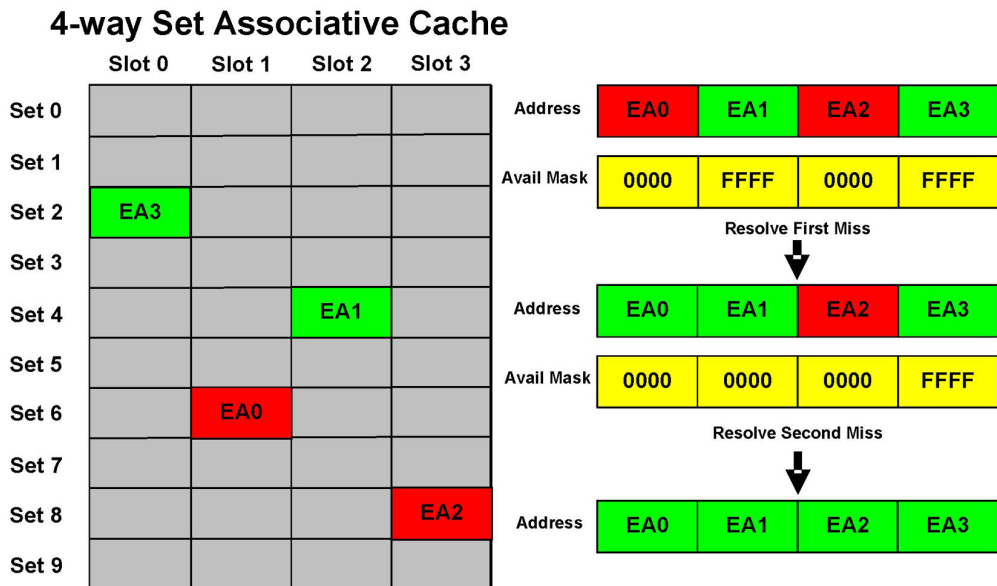 4-way Set Associative Cache
Slot 0 Slot 1 Slot 2 Slot 3
Set 0
Set 1
Set 2 EA3
Set 3
Set 4 EA1
Set 5
Set 6 EA0
Set 7
Set 8 EA2
Set 9
Address EA0 EA1 EA2 EA3
Avail Mask 0000 FFFF 0000 FFFF
Resolve First Miss
Address EA0 EA1 EA2 EA3
Avail Mask 0000 0000 0000 FFFF
Resolve Second Miss
Address EA0 EA1 EA2 EA3